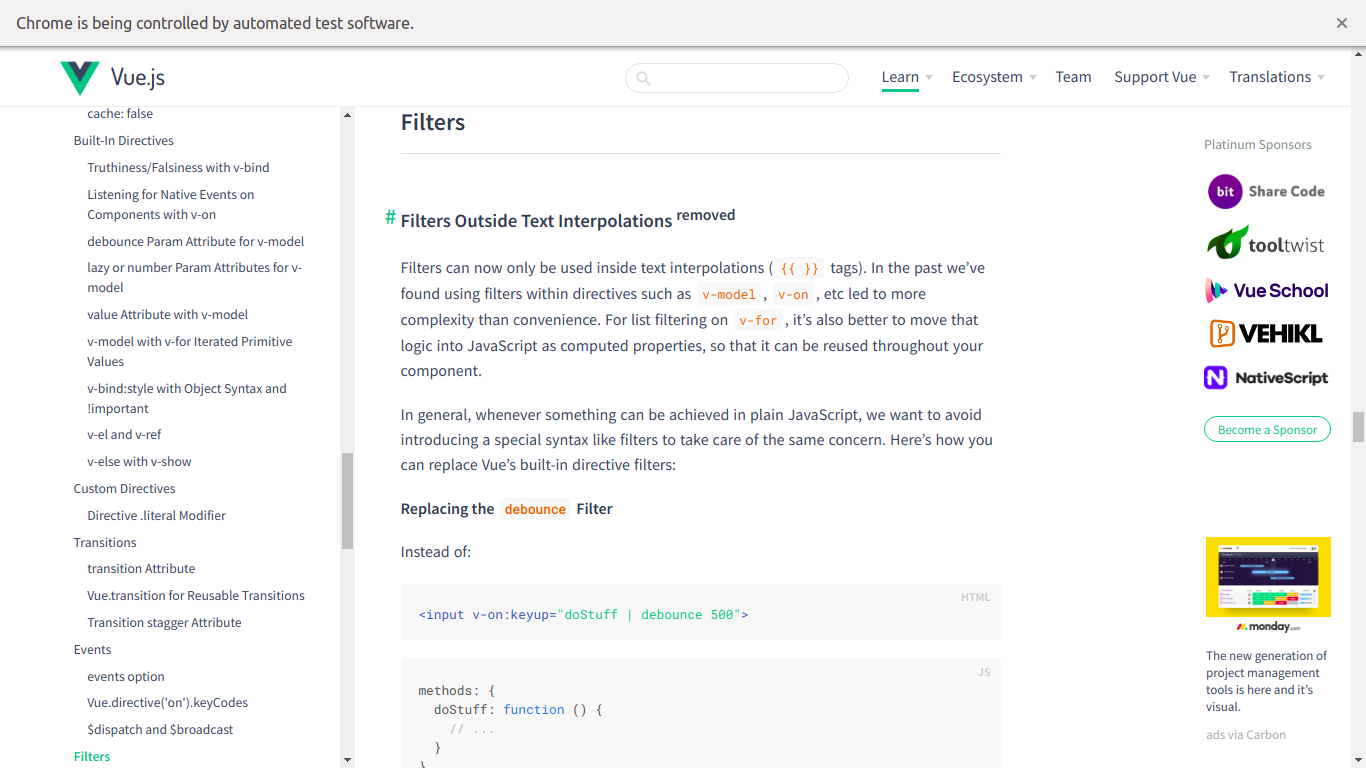 Chrome is being controlled by automated test software.
Vue.js
Learn
Ecosystem
Team
Support Vue
Translations
cache: false
Built-In Directives
Truthiness/Falsiness with v-bind
Listening for Native Events on
Components with v-on
debounce Param Attribute for v-model
lazy or number Param Attributes for v-
model
value Attribute with v-model
v-model with v-for Iterated Primitive
Values
v-bind:style with Object Syntax and
!important
v-el and v-ref
v-else with v-show
Custom Directives
Directive .literal Modifier
Transitions
transition Attribute
Vue.transition for Reusable Transitions
Transition stagger Attribute
Events
events option
Vue.directive('on').keyCodes
$dispatch and $broadcast
Filters
Filters
# Filters Outside Text Interpolations removed
Filters can now only be used inside text interpolations ( {{ }} tags). In the past we’ve
found using filters within directives such as v-model , v-on , etc led to more
complexity than convenience. For list filtering on v-for , it’s also better to move that
logic into JavaScript as computed properties, so that it can be reused throughout your
component.
In general, whenever something can be achieved in plain JavaScript, we want to avoid
introducing a special syntax like filters to take care of the same concern. Here’s how you
can replace Vue’s built-in directive filters:
Replacing the debounce Filter
Instead of:
HTML
<input v-on:keyup="doStuff | debounce 500">
JS
methods: {
doStuff: function () {
// ...
}
}
Platinum Sponsors
bit Share Code
tooltwist
Vue School
VEHIKL
NativeScript
Become a Sponsor
monday.com
The new generation of
project management
tools is here and it’s
visual.
ads via Carbon